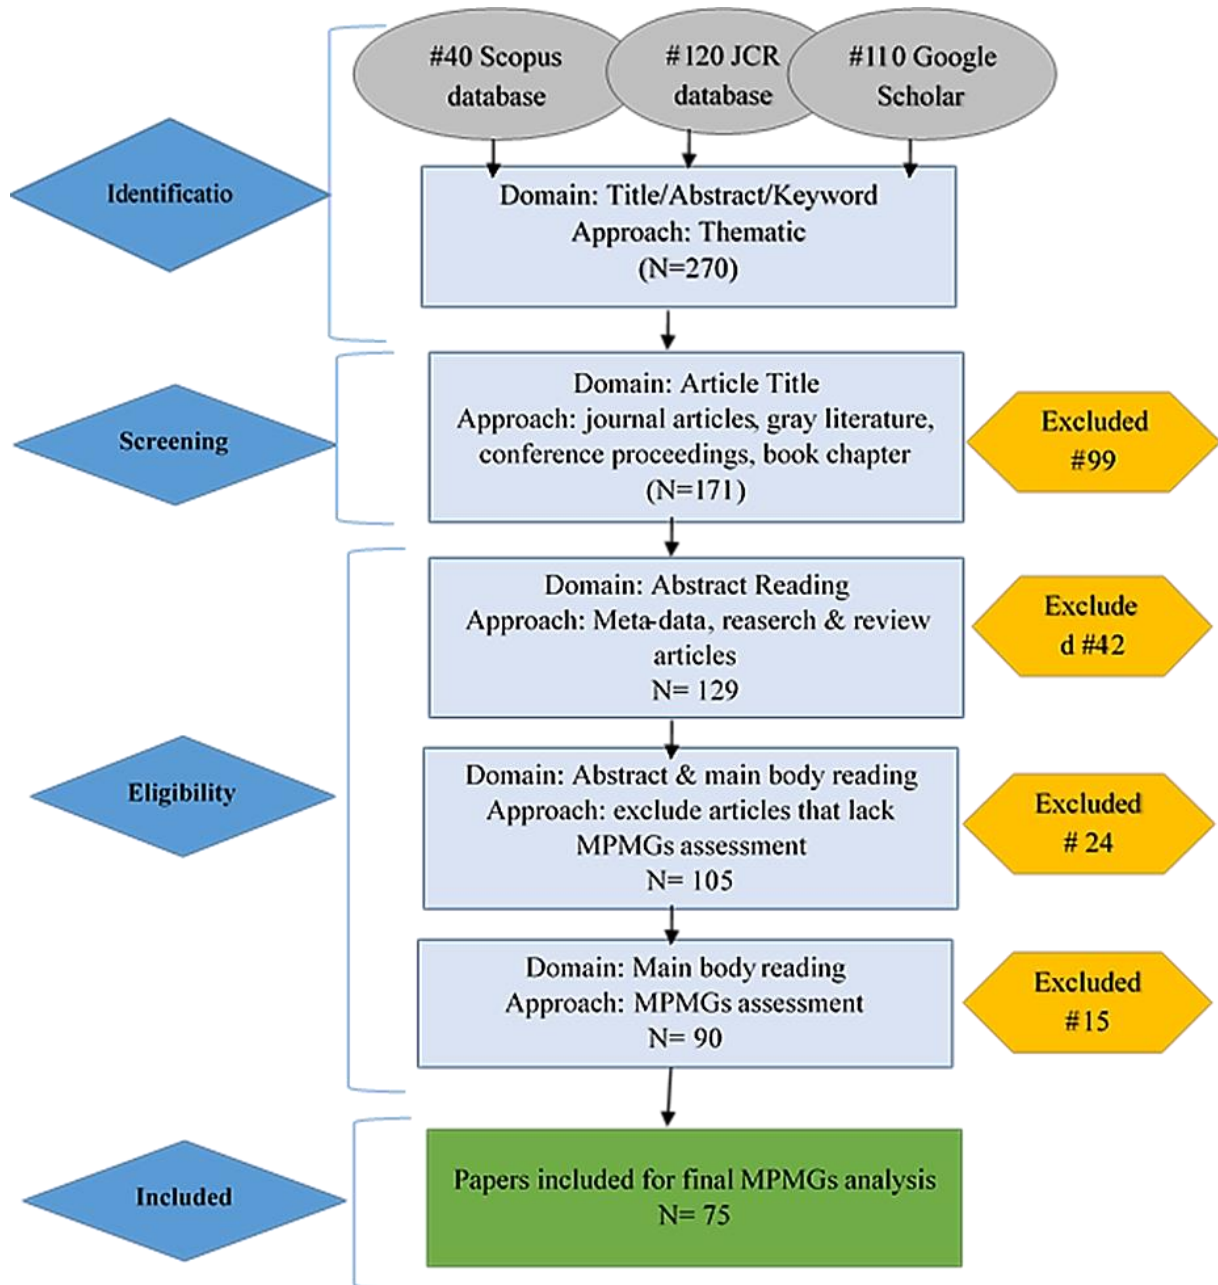 #40 Scopus
database
#120 JCR
database
#110 Google
Scholar
Identificatio
Domain: Title/Abstract/Keyword
Approach: Thematic
(N=270)
Screening
Domain: Article Title
Approach: journal articles, gray literature,
conference proceedings, book chapter
(N=171)
Excluded
#99
Eligibility
Domain: Abstract Reading
Approach: Meta-data, reaserch & review
articles
N= 129
Exclude
d #42
Domain: Abstract & main body reading
Approach: exclude articles that lack
MPMGs assessment
N= 105
Excluded
# 24
Domain: Main body reading
Approach: MPMGs assessment
N= 90
Excluded
#15
Included
Papers included for final MPMGs analysis
N= 75